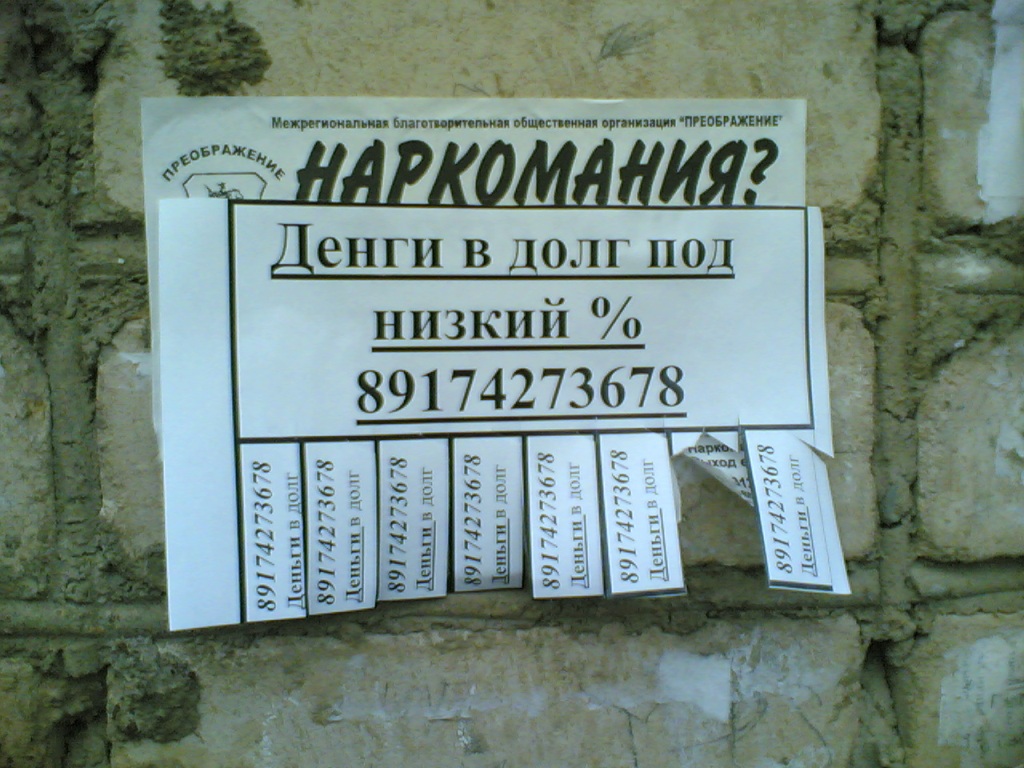 Межрегиональная благотворительная общественная организация "ПРЕОБРАЖЕНИЕ"
ПРЕОБРАЖЕНИЕ
НАРКОМАНИЯ?
Денги в долг под
низкий %
89174273678
89174273678
Деньги в долг
89174273678
Деньги в долг
89174273678
Деньги в долг
89174273678
Деньги в долг
89174273678
Деньги в долг
89174273678
Деньги в долг
89174273678
Деньги в долг